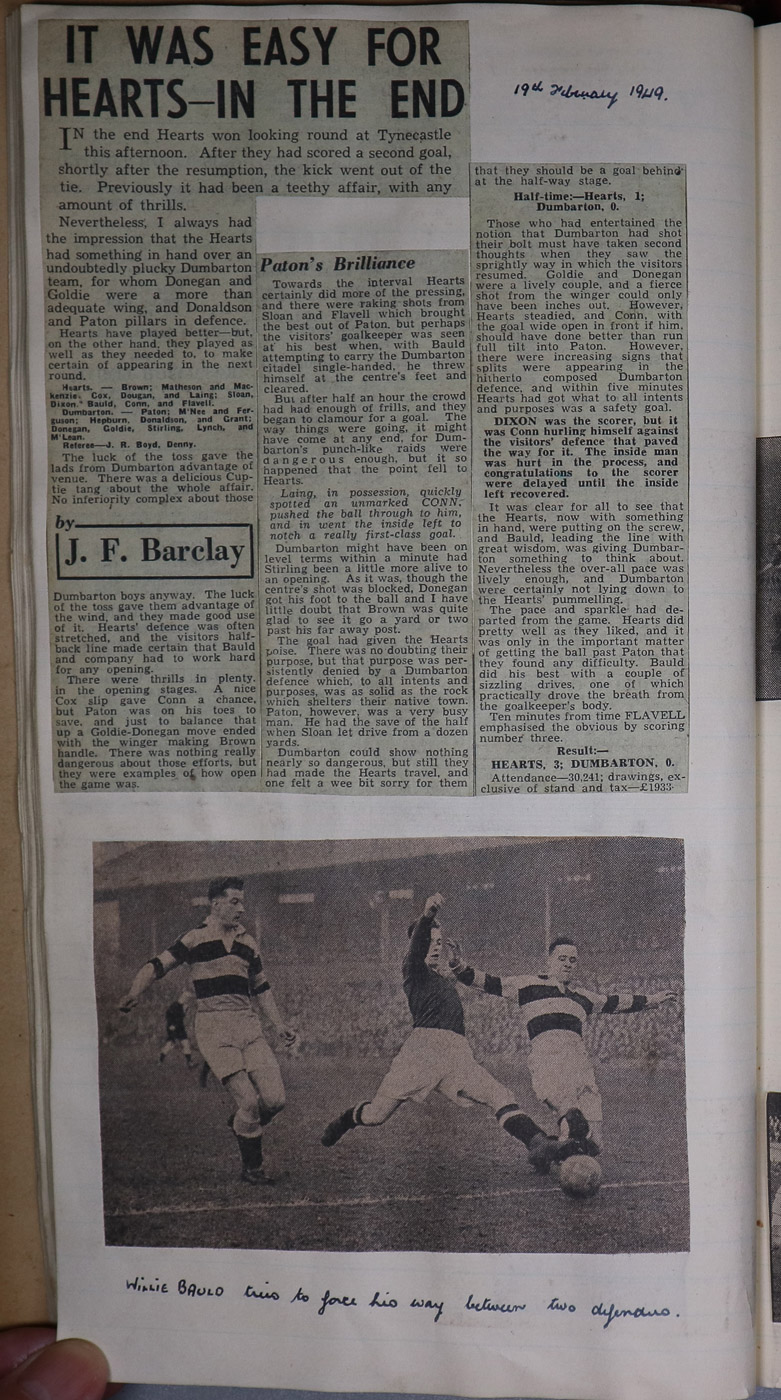 IT WAS EASY FOR
HEARTS—IN THE END
19th February 1949.
IN the end Hearts won looking round at Tynecastle
this afternoon. After they had scored a second goal,
shortly after the resumption, the kick went out of the
tie. Previously it had been a teethy affair, with any
amount of thrills.
Nevertheless, I always had
the impression that the Hearts
had something in hand over an
undoubtedly plucky Dumbarton
team, for whom Donegan and
Goldie were a more than
adequate wing, and Donaldson
and Paton pillars in defence.
Hearts have played better—but,
on the other hand, they played as
well as they needed to, to make
certain of appearing in the next
round.
Hearts. — Brown; Matheson and Mac-
kenzie; Cox, Dougan, and Laing; Sloan,
Dixon, Bauld, Conn, and Flavell.
Dumbarton. — Paton; M'Nee and Fer-
guson; Hepburn, Donaldson, and Grant;
Donegan, Goldie, Stirling, Lynch, and
M'Lean.
Referee—J. R. Boyd, Denny.
The luck of the toss gave the
lads from Dumbarton advantage of
venue. There was a delicious Cup-
tie tang about the whole affair.
No inferiority complex about those
by—
J. F. Barclay
Dumbarton boys anyway. The luck
of the toss gave them advantage of
the wind, and they made good use
of it. Hearts' defence was often
stretched, and the visitors half-
back line made certain that Bauld
and company had to work hard
for any opening.
There were thrills in plenty.
in the opening stages. A nice
Cox slip gave Conn a chance,
but Paton was on his toes to
save, and just to balance that
up a Goldie-Donegan move ended
with the winger making Brown
handle. There was nothing really
dangerous about those efforts, but
they were examples of how open
the game was.
Paton's Brilliance
Towards the interval Hearts
certainly did more of the pressing,
and there were raking shots from
Sloan and Flavell which brought
the best out of Paton, but perhaps
the visitors' goalkeeper was seen
at his best when, with Bauld
attempting to carry the Dumbarton
citadel single-handed, he threw
himself at the centre's feet and
cleared.
But after half an hour the crowd
had had enough of frills, and they
began to clamour for a goal. The
way things were going, it might
have come at any end, for Dum-
barton's punch-like raids were
dangerous enough, but it so
happened that the point fell to
Hearts.
Laing, in possession, quickly
spotted an unmarked CONN,
pushed the ball through to him,
and in went the inside left to
notch a really first-class goal.
Dumbarton might have been on
level terms within a minute had
Stirling been a little more alive to
an opening. As it was, though the
centre's shot was blocked, Donegan
got his foot to the ball and I have
little doubt that Brown was quite
glad to see it go a yard or two
past his far away post.
The goal had given the Hearts
poise. There was no doubting their
purpose, but that purpose was per-
sistently denied by a Dumbarton
defence which, to all intents and
purposes, was as solid as the rock
which shelters their native town.
Paton, however, was a very busy
man. He had the save of the half
when Sloan let drive from a dozen
yards.
Dumbarton could show nothing
nearly so dangerous, but still they
had made the Hearts travel, and
one felt a wee bit sorry for them
that they should be a goal behind
at the half-way stage.
Half-time:—Hearts, 1;
Dumbarton, 0.
Those who had entertained the
notion that Dumbarton had shot
their bolt must have taken second
thoughts when they saw the
sprightly way in which the visitors
resumed. Goldie and Donegan
were a lively couple, and a fierce
shot from the winger could only
have been inches out. However,
Hearts steadied, and Conn, with
the goal wide open in front if him,
should have done better than run
full tilt into Paton. However,
there were increasing signs that
splits were appearing in the
hitherto composed Dumbarton
defence, and within five minutes
Hearts had got what to all intents
and purposes was a safety goal.
DIXON was the scorer, but it
was Conn hurling himself against
the visitors' defence that paved
the way for it. The inside man
was hurt in the process, and
congratulations to the scorer
were delayed until the inside
left recovered.
It was clear for all to see that
the Hearts, now with something
in hand, were putting on the screw,
and Bauld, leading the line with
great wisdom, was giving Dumbar-
ton something to think about.
Nevertheless the over-all pace was
lively enough, and Dumbarton
were certainly not lying down to
the Hearts' pummelling.
The pace and sparkle had de-
parted from the game. Hearts did
pretty well as they liked, and it
was only in the important matter
of getting the ball past Paton that
they found any difficulty. Bauld
did his best with a couple of
sizzling drives, one of which
practically drove the breath from
the goalkeeper's body.
Ten minutes from time FLAVELL
emphasised the obvious by scoring
number three.
Result:—
HEARTS, 3; DUMBARTON, 0.
Attendance—30,241; drawings, ex-
clusive of stand and tax—£1933.
WILLIE BAULD tries to force his way between two defenders.